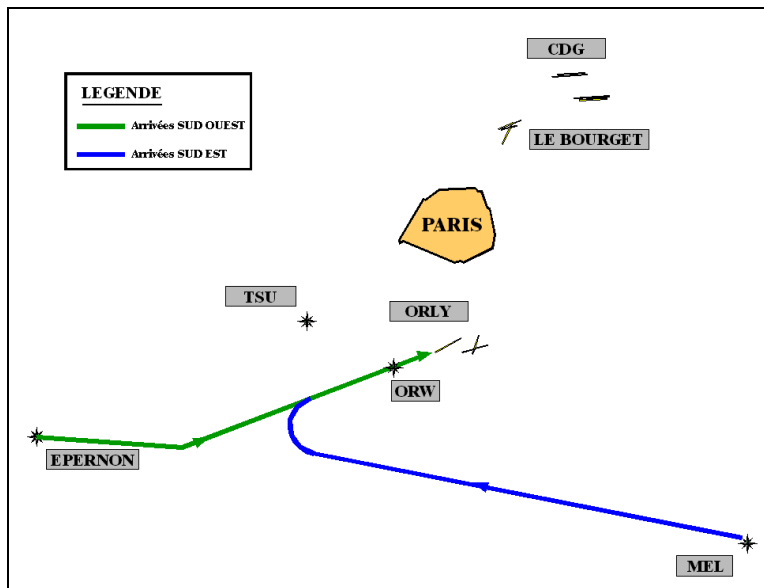 CDG
LEGENDE
Arrivées SUD OUEST
Arrivées SUD EST
LE BOURGET
PARIS
TSU
ORLY
ORW
EPERNON
MEL